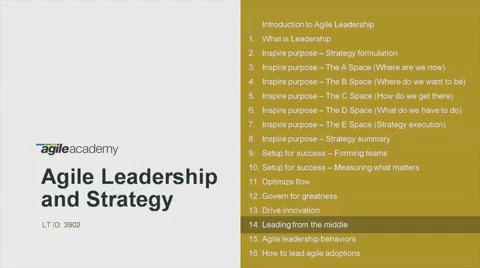 agileacademy
Agile Leadership
and Strategy
LT ID: 3902
Introduction to Agile Leadership
1. What is Leadership
2. Inspire purpose – Strategy formulation
3. Inspire purpose – The A Space (Where are we now)
4. Inspire purpose – The B Space (Where do we want to be)
5. Inspire purpose – The C Space (How do we get there)
6. Inspire purpose – The D Space (What do we have to do)
7. Inspire purpose – The E Space (Strategy execution)
8. Inspire purpose – Strategy summary
9. Setup for success – Forming teams
10. Setup for success – Measuring what matters
11. Optimize flow
12. Govern for greatness
13. Drive innovation
14. Leading from the middle
15. Agile leadership behaviors
16. How to lead agile adoptions